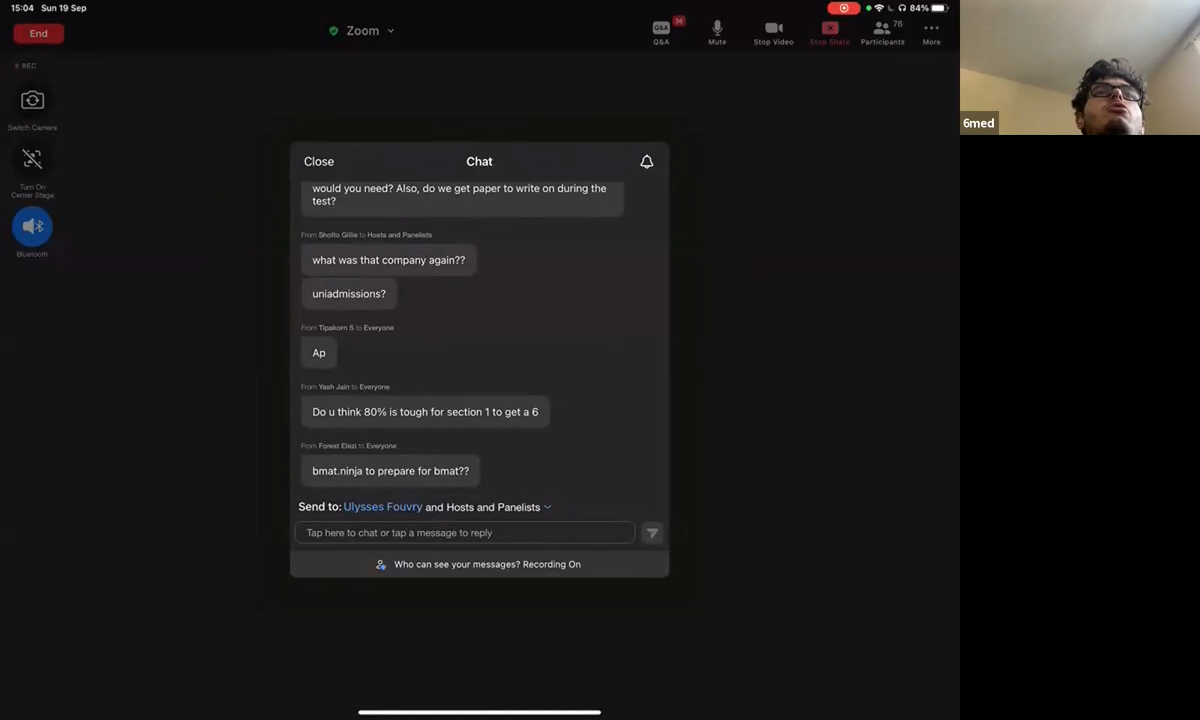 15:04 Sun 19 Sep
84%
End
Zoom
56
Q&A
Q&A
Mute
Stop Video
Stop Share
76
Participants
More
REC
Switch Camera
Turn On
Center Stage
Bluetooth
6med
Close
Chat
would you need? Also, do we get paper to write on during the
test?
From Sholto Gillie to Hosts and Panelists
what was that company again??
uniadmissions?
From Tipakorn S to Everyone
Ap
From Yash Jain to Everyone
Do u think 80% is tough for section 1 to get a 6
From Forest Elezi to Everyone
bmat.ninja to prepare for bmat??
Send to: Ulysses Fouvry and Hosts and Panelists
Tap here to chat or tap a message to reply
Who can see your messages? Recording On